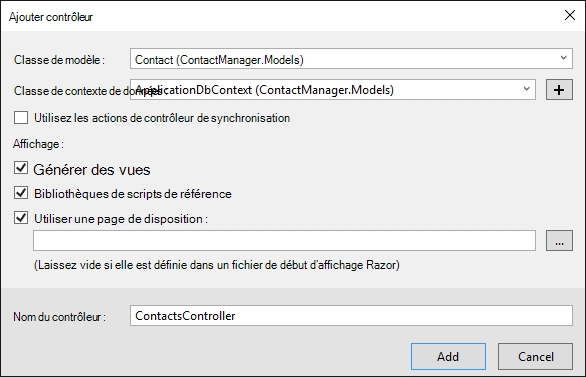 Ajouter contrôleur
Classe de modèle : Contact (ContactManager.Models)
Classe de contexte de données : ApplicationDbContext (ContactManager.Models)
Utilisez les actions de contrôleur de synchronisation
Affichage :
Générer des vues
Bibliothèques de scripts de référence
Utiliser une page de disposition :
...
(Laissez vide si elle est définie dans un fichier de début d'affichage Razor)
Nom du contrôleur : ContactsController
Add Cancel